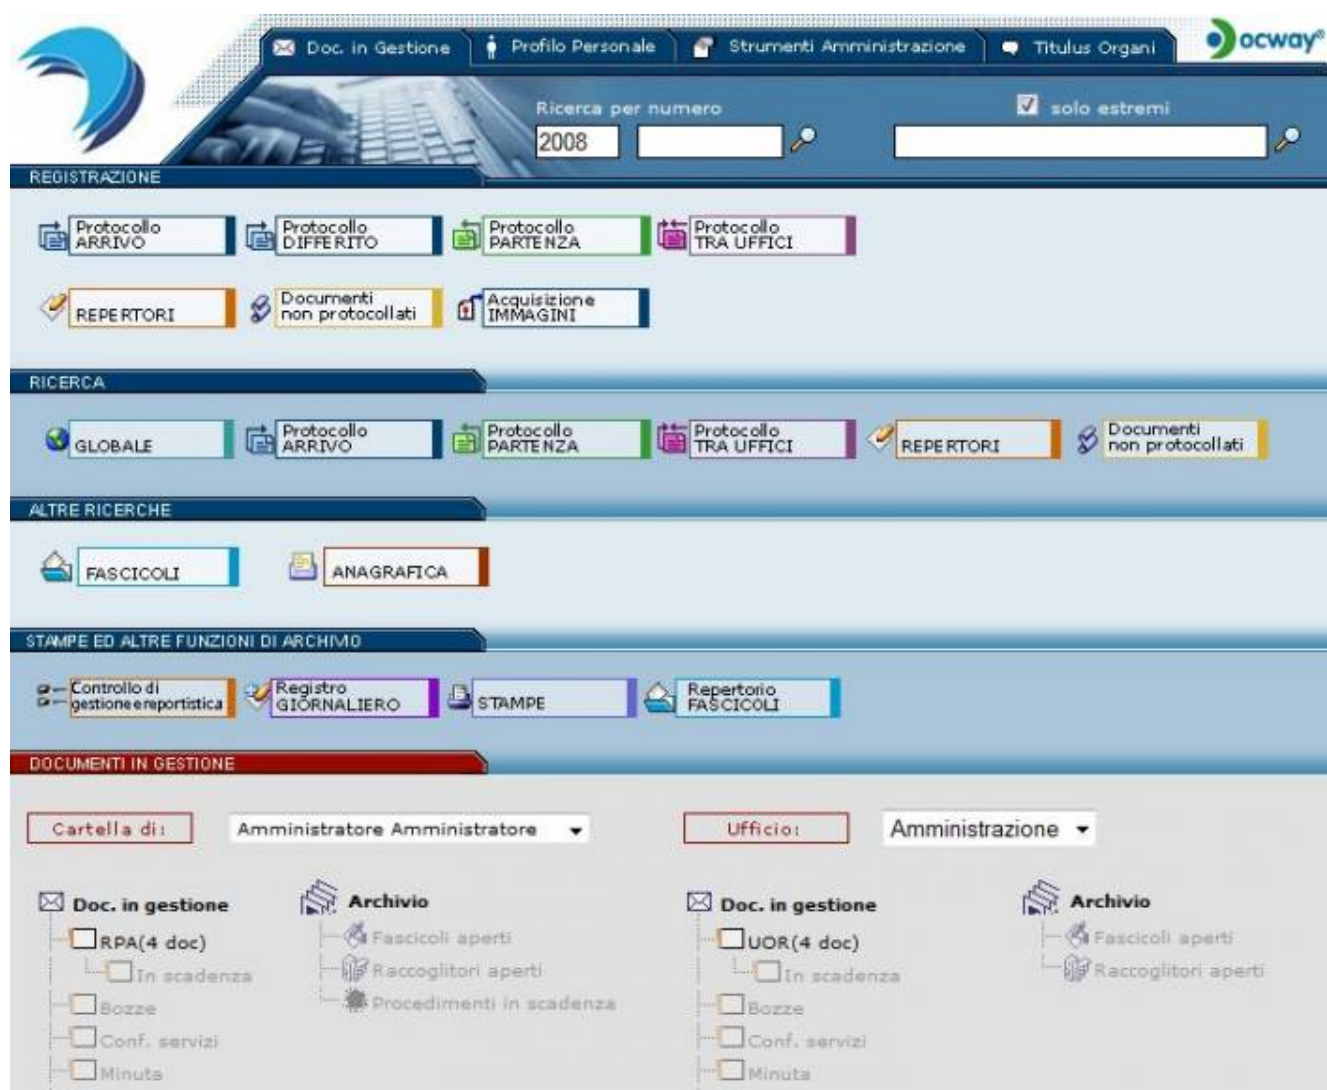 Doc. in Gestione Profilo Personale Strumenti Amministrazione Titulus Organi ocway®
Ricerca per numero solo estremi
2008
REGISTRAZIONE
Protocollo ARRIVO
Protocollo DIFFERITO
Protocollo PARTENZA
Protocollo TRA UFFICI
REPERTORI
Documenti non protocollati
Acquisizione IMMAGINI
RICERCA
GLOBALE
Protocollo ARRIVO
Protocollo PARTENZA
Protocollo TRA UFFICI
REPERTORI
Documenti non protocollati
ALTRE RICERCHE
FASCICOLI
ANAGRAFICA
STAMPE ED ALTRE FUNZIONI DI ARCHIVIO
Controllo di gestione e reportistica
Registro GIORNALIERO
STAMPE
Repertorio FASCICOLI
DOCUMENTI IN GESTIONE
Cartella di: Amministratore Amministratore Ufficio: Amministrazione
Doc. in gestione
RPA(4 doc)
In scadenza
Bozze
Conf. servizi
Minuta
Archivio
Fascicoli aperti
Raccoglitori aperti
Procedimenti in scadenza
Doc. in gestione
UOR(4 doc)
In scadenza
Bozze
Conf. servizi
Minuta
Archivio
Fascicoli aperti
Raccoglitori aperti